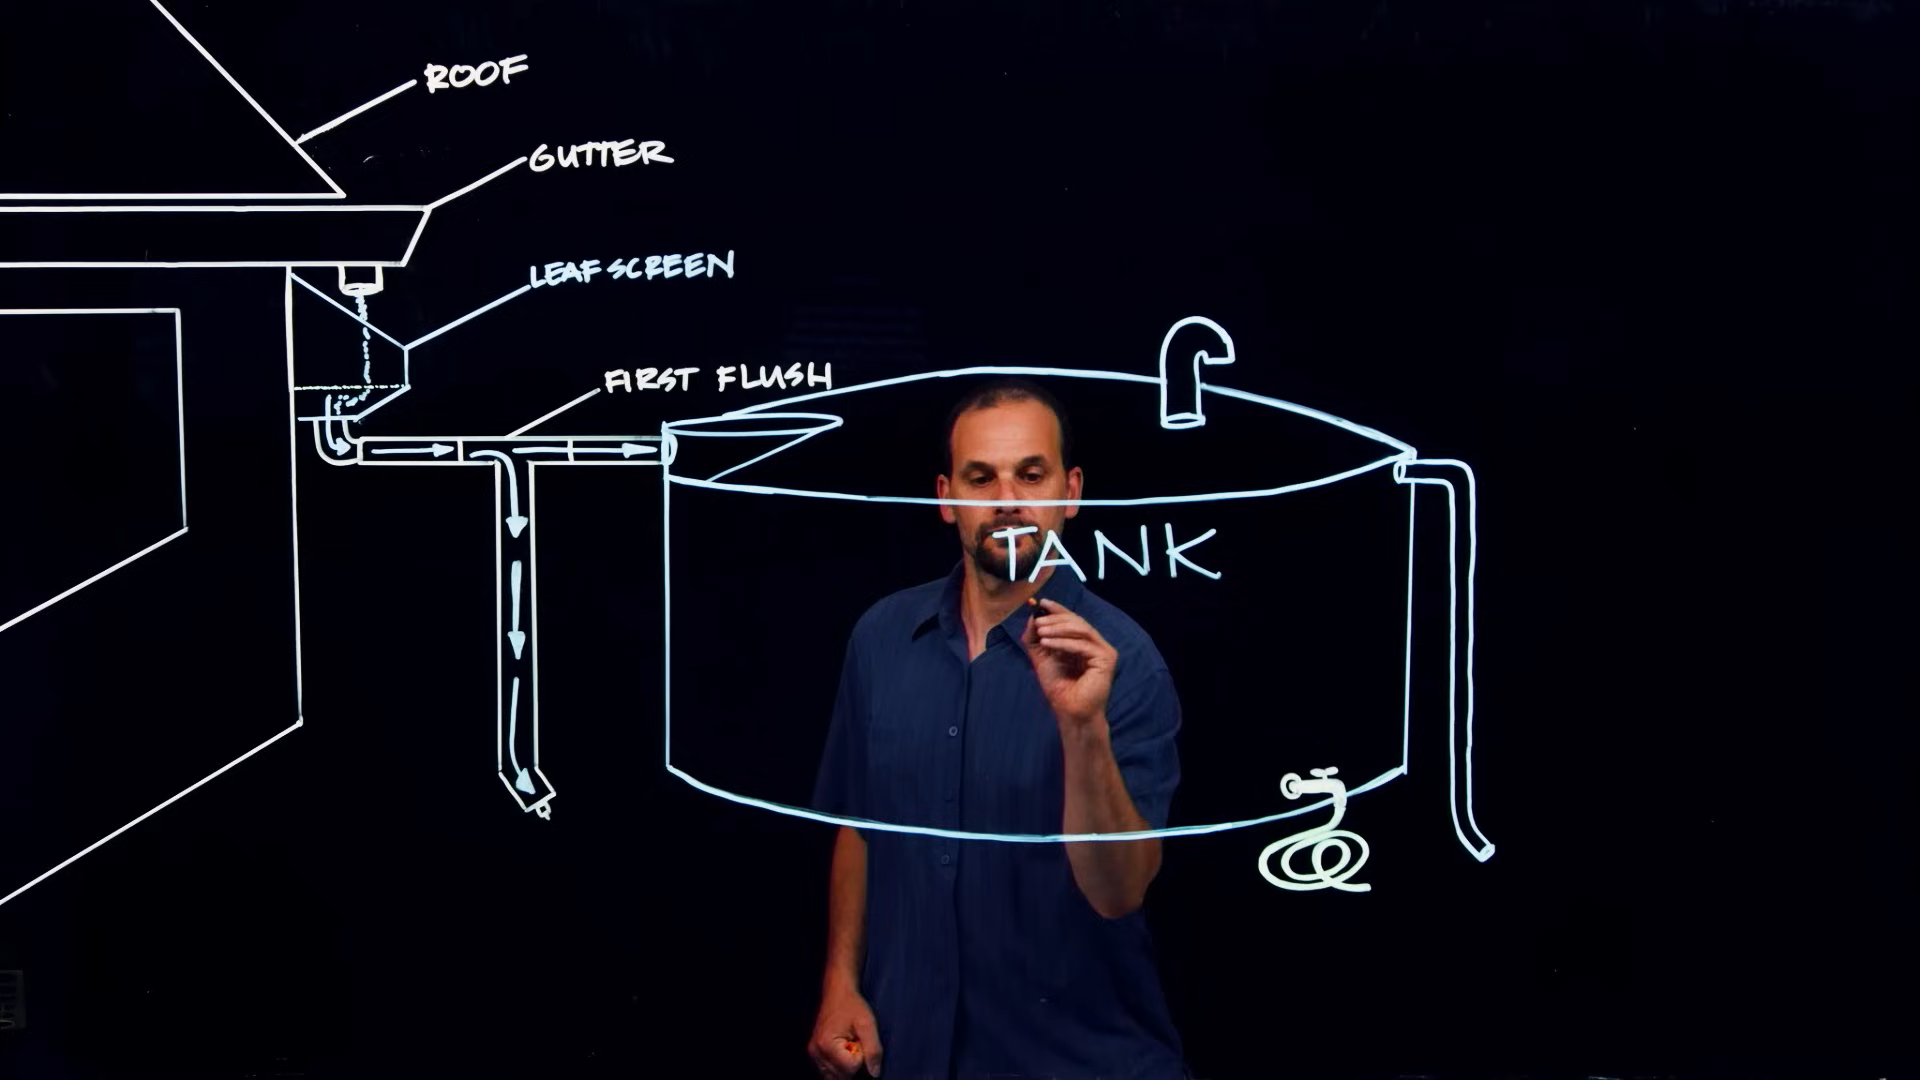 ROOF
GUTTER
LEAF SCREEN
FIRST FLUSH
TANK